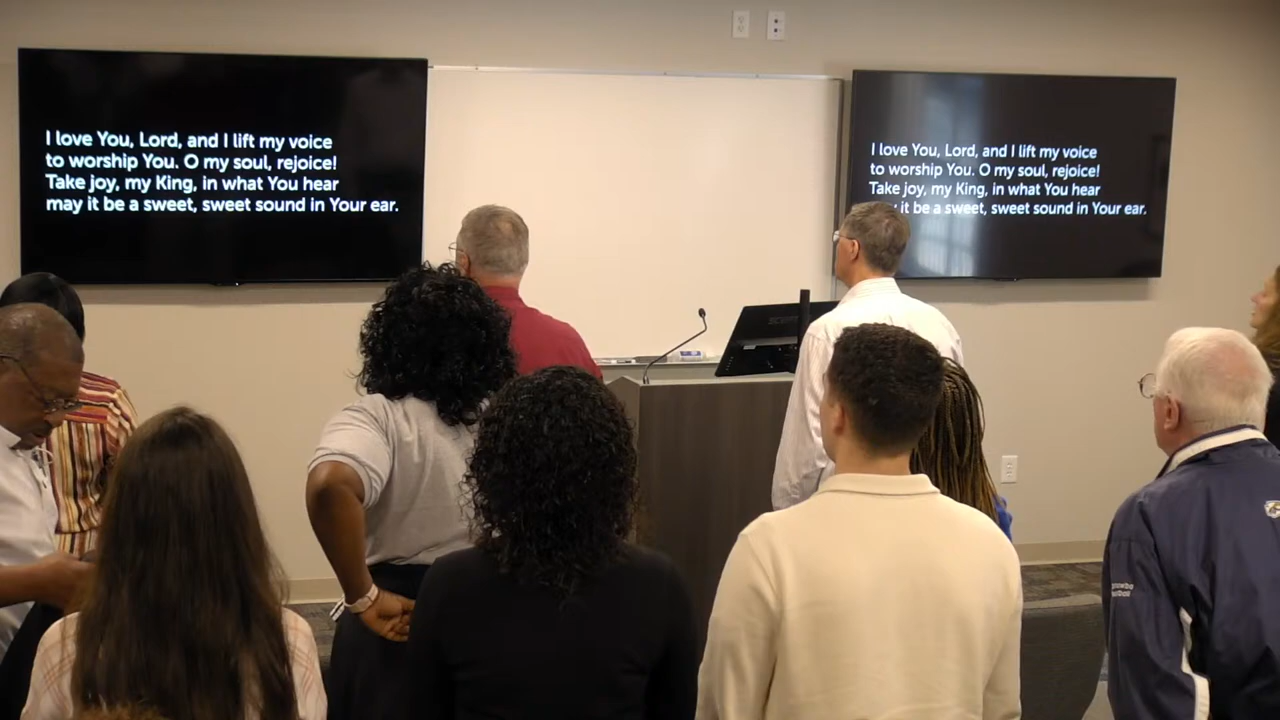 I love You, Lord, and I lift my voice
to worship You. O my soul, rejoice!
Take joy, my King, in what You hear
may it be a sweet, sweet sound in Your ear.
I love You, Lord, and I lift my voice
to worship You. O my soul, rejoice!
Take joy, my King, in what You hear
it be a sweet, sweet sound in Your ear.